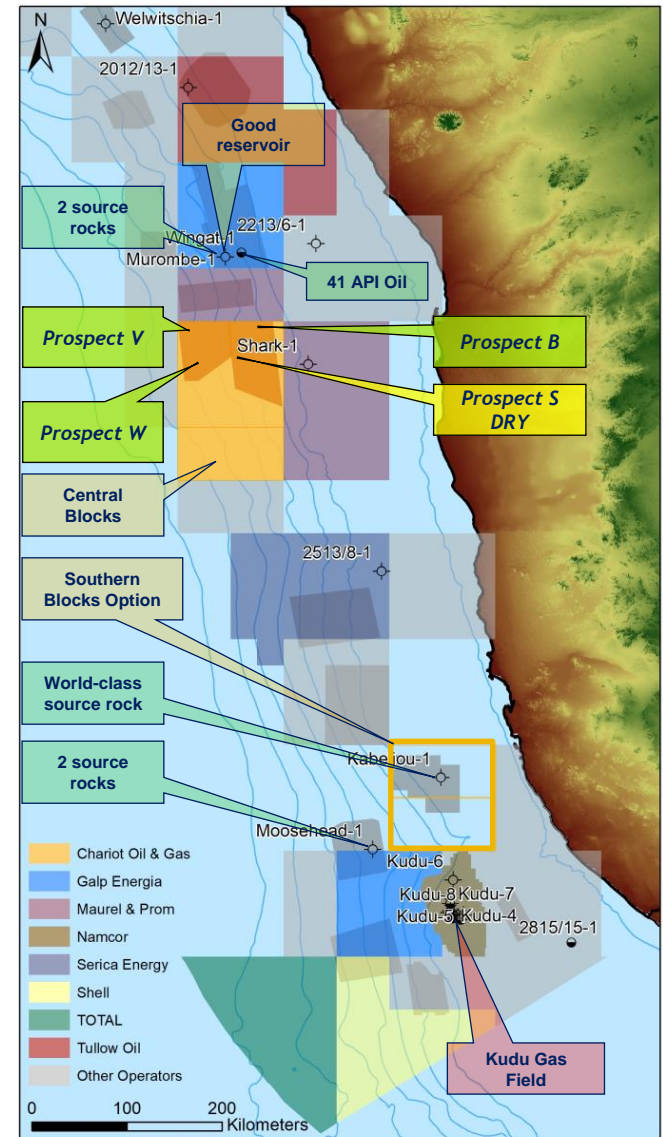 N
Welwitschia-1
2012/13-1
Good
reservoir
2 source
rocks
2213/6-1
Wingat-1
Murombe-1
41 API Oil
Prospect V
Prospect B
Shark-1
Prospect S
DRY
Prospect W
Central
Blocks
2513/8-1
Southern
Blocks Option
World-class
source rock
Kabeljou-1
2 source
rocks
Moosehead-1
Kudu-6
Kudu-8
Kudu-7
Kudu-5
Kudu-4
2815/15-1
Chariot Oil & Gas
Galp Energia
Maurel & Prom
Namcor
Serica Energy
Shell
TOTAL
Tullow Oil
Other Operators
Kudu Gas
Field
0 100 200
Kilometers